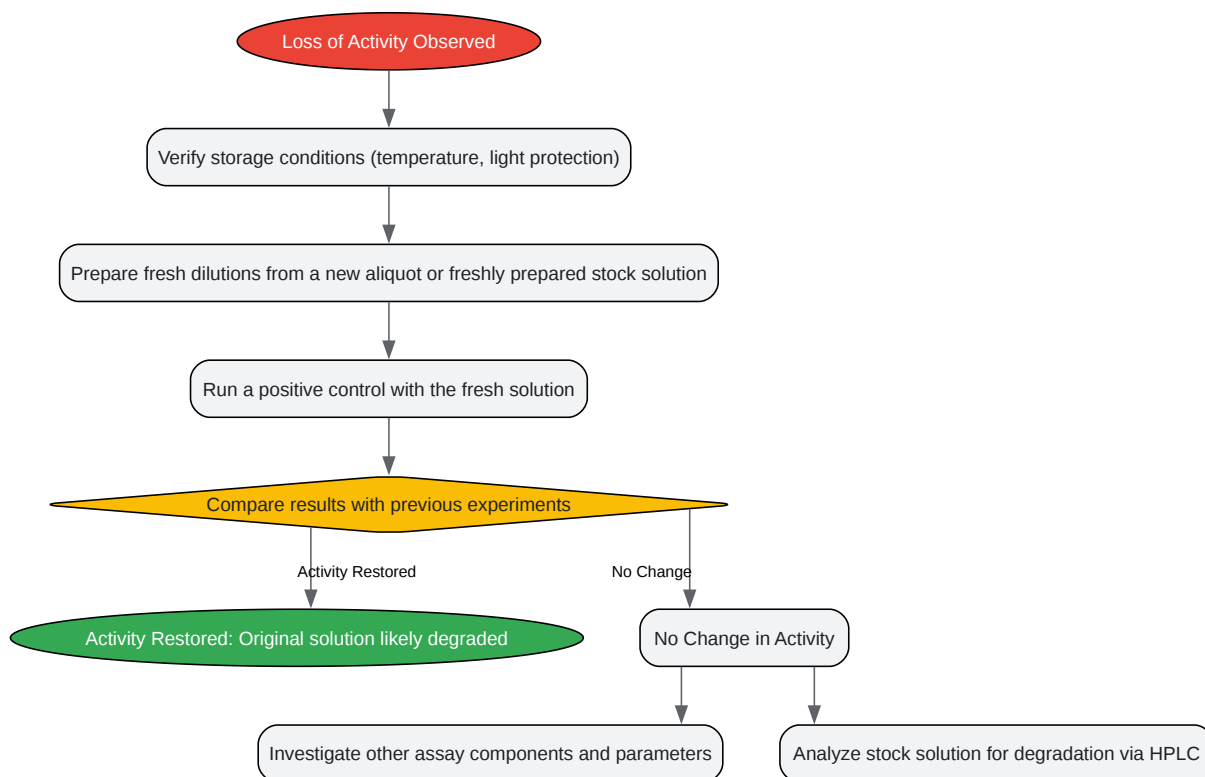 Loss of Activity Observed
Verify storage conditions (temperature, light protection)
Prepare fresh dilutions from a new aliquot or freshly prepared stock solution
Run a positive control with the fresh solution
Compare results with previous experiments
Activity Restored
No Change
Activity Restored: Original solution likely degraded
No Change in Activity
Investigate other assay components and parameters
Analyze stock solution for degradation via HPLC